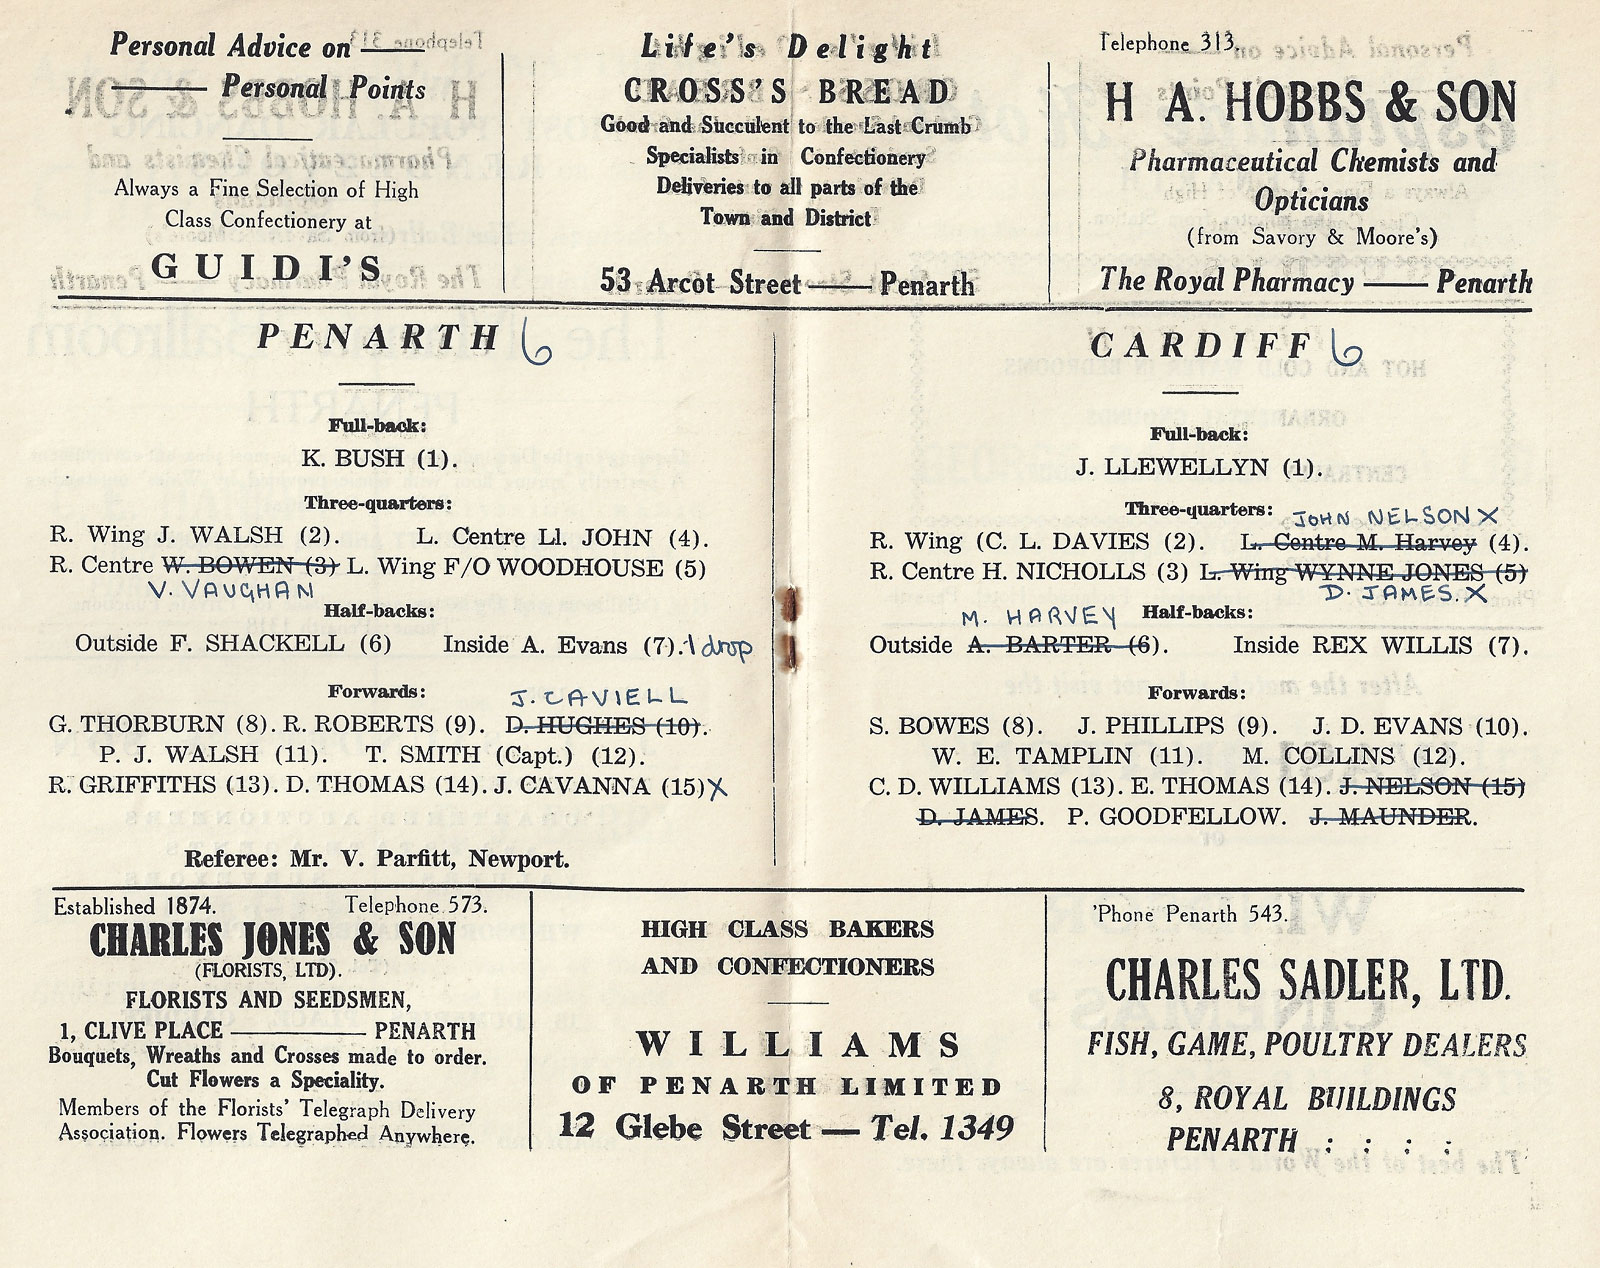 Personal Advice on ——
—— Personal Points
Always a Fine Selection of High
Class Confectionery at
GUIDI'S
Life's Delight
CROSS'S BREAD
Good and Succulent to the Last Crumb
Specialists in Confectionery
Deliveries to all parts of the
Town and District
53 Arcot Street —— Penarth
Telephone 313.
H A. HOBBS & SON
Pharmaceutical Chemists and
Opticians
(from Savory & Moore's)
The Royal Pharmacy —— Penarth
PENARTH 6
Full-back:
K. BUSH (1).
Three-quarters:
R. Wing J. WALSH (2). L. Centre Ll. JOHN (4).
R. Centre W. BOWEN (3) L. Wing F/O WOODHOUSE (5)
V. VAUGHAN
Half-backs:
Outside F. SHACKELL (6) Inside A. Evans (7). 1 drop
Forwards:
J. CAVIELL
G. THORBURN (8). R. ROBERTS (9). D. HUGHES (10).
P. J. WALSH (11). T. SMITH (Capt.) (12).
R. GRIFFITHS (13). D. THOMAS (14). J. CAVANNA (15) X
Referee: Mr. V. Parfitt, Newport.
CARDIFF 6
Full-back:
J. LLEWELLYN (1).
Three-quarters:
JOHN NELSON X
R. Wing (C. L. DAVIES (2). L. Centre M. Harvey (4).
R. Centre H. NICHOLLS (3) L. Wing WYNNE JONES (5)
D. JAMES. X
M. HARVEY
Half-backs:
Outside A. BARTER (6). Inside REX WILLIS (7).
Forwards:
S. BOWES (8). J. PHILLIPS (9). J. D. EVANS (10).
W. E. TAMPLIN (11). M. COLLINS (12).
C. D. WILLIAMS (13). E. THOMAS (14). J. NELSON (15)
D. JAMES. P. GOODFELLOW. J. MAUNDER.
Established 1874. Telephone 573.
CHARLES JONES & SON
(FLORISTS, LTD).
FLORISTS AND SEEDSMEN,
1, CLIVE PLACE —— PENARTH
Bouquets, Wreaths and Crosses made to order.
Cut Flowers a Speciality.
Members of the Florists' Telegraph Delivery
Association. Flowers Telegraphed Anywhere.
HIGH CLASS BAKERS
AND CONFECTIONERS
WILLIAMS
OF PENARTH LIMITED
12 Glebe Street — Tel. 1349
'Phone Penarth 543.
CHARLES SADLER, LTD.
FISH, GAME, POULTRY DEALERS
8, ROYAL BUILDINGS
PENARTH : : : :